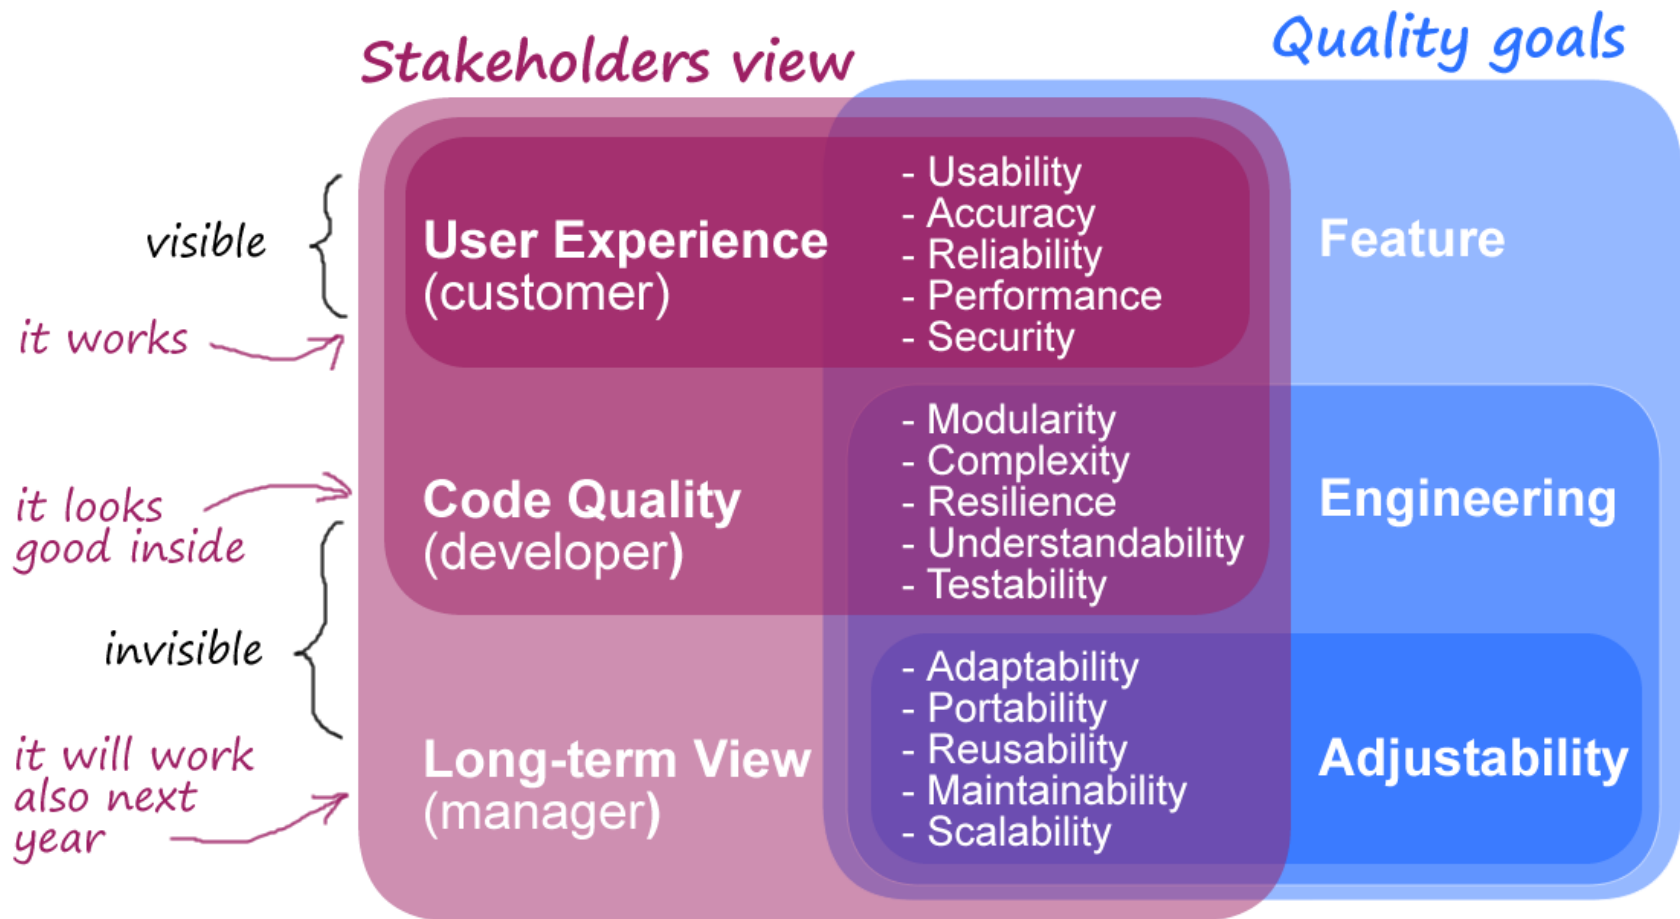 Stakeholders view
Quality goals
visible
it works
User Experience
(customer)
- Usability
- Accuracy
- Reliability
- Performance
- Security
Feature
it looks
good inside
Code Quality
(developer)
- Modularity
- Complexity
- Resilience
- Understandability
- Testability
Engineering
invisible
it will work
also next
year
Long-term View
(manager)
- Adaptability
- Portability
- Reusability
- Maintainability
- Scalability
Adjustability